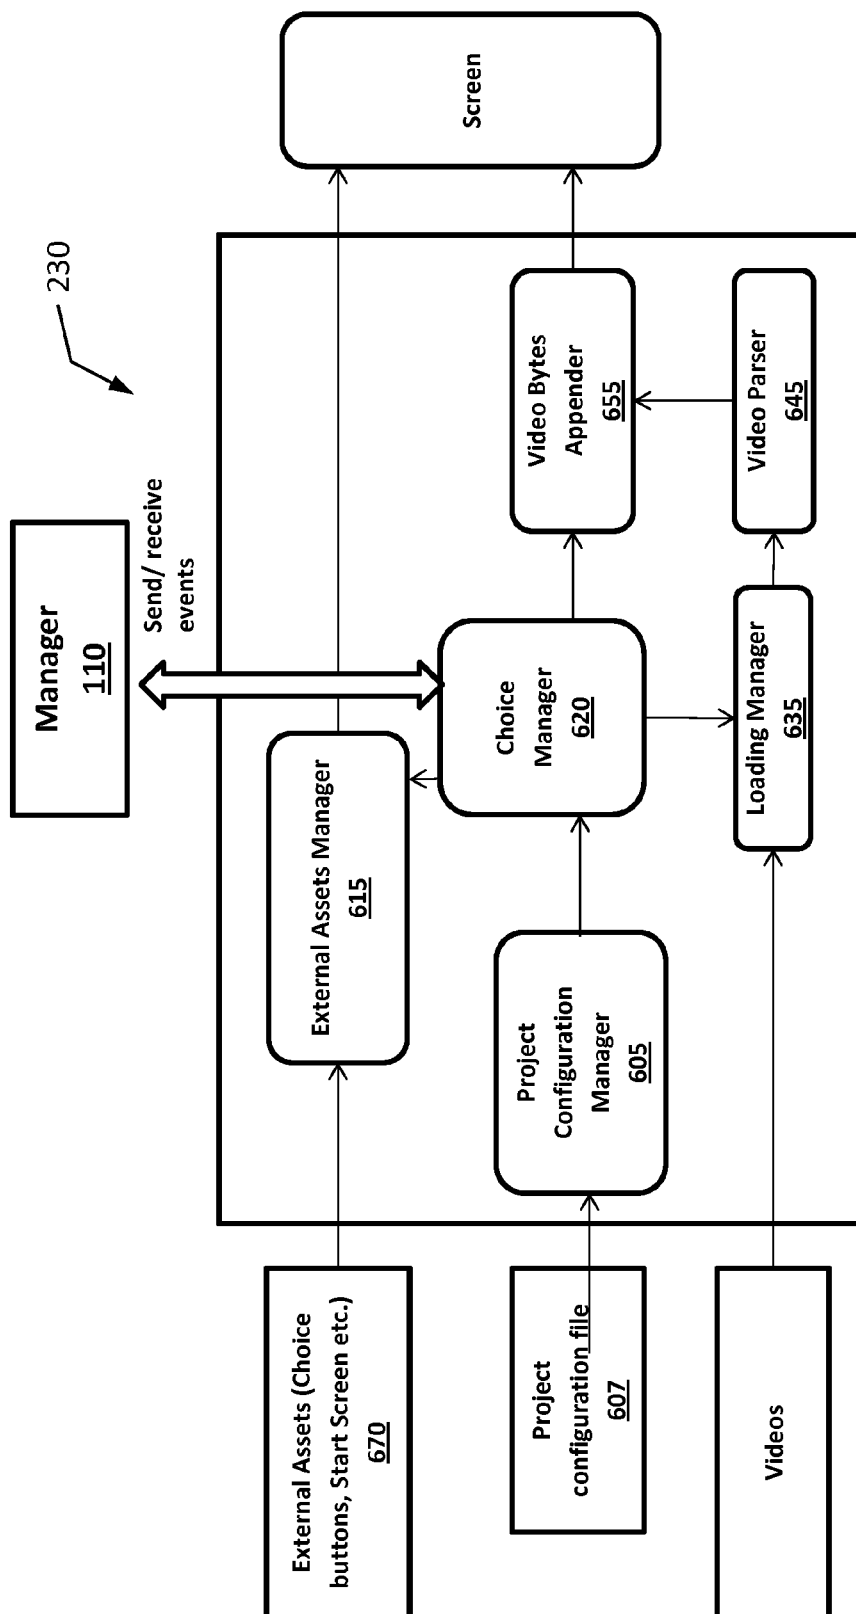 Manager
110
Send/ receive
events
230
External Assets (Choice
buttons, Start Screen etc.)
670
External Assets Manager
615
Screen
Project
configuration file
607
Project
Configuration
Manager
605
Choice
Manager
620
Video Bytes
Appender
655
Videos
Loading Manager
635
Video Parser
645